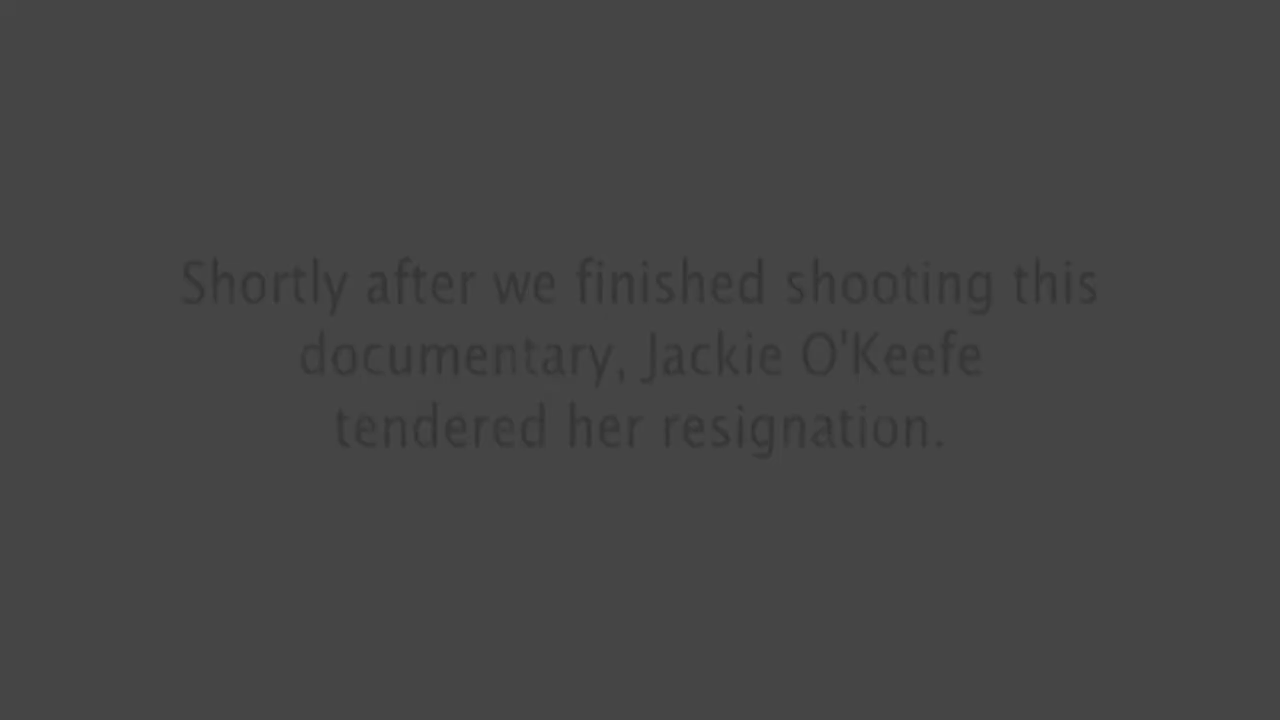 Shortly after we finished shooting this
documentary, Jackie O'Keefe
tendered her resignation.